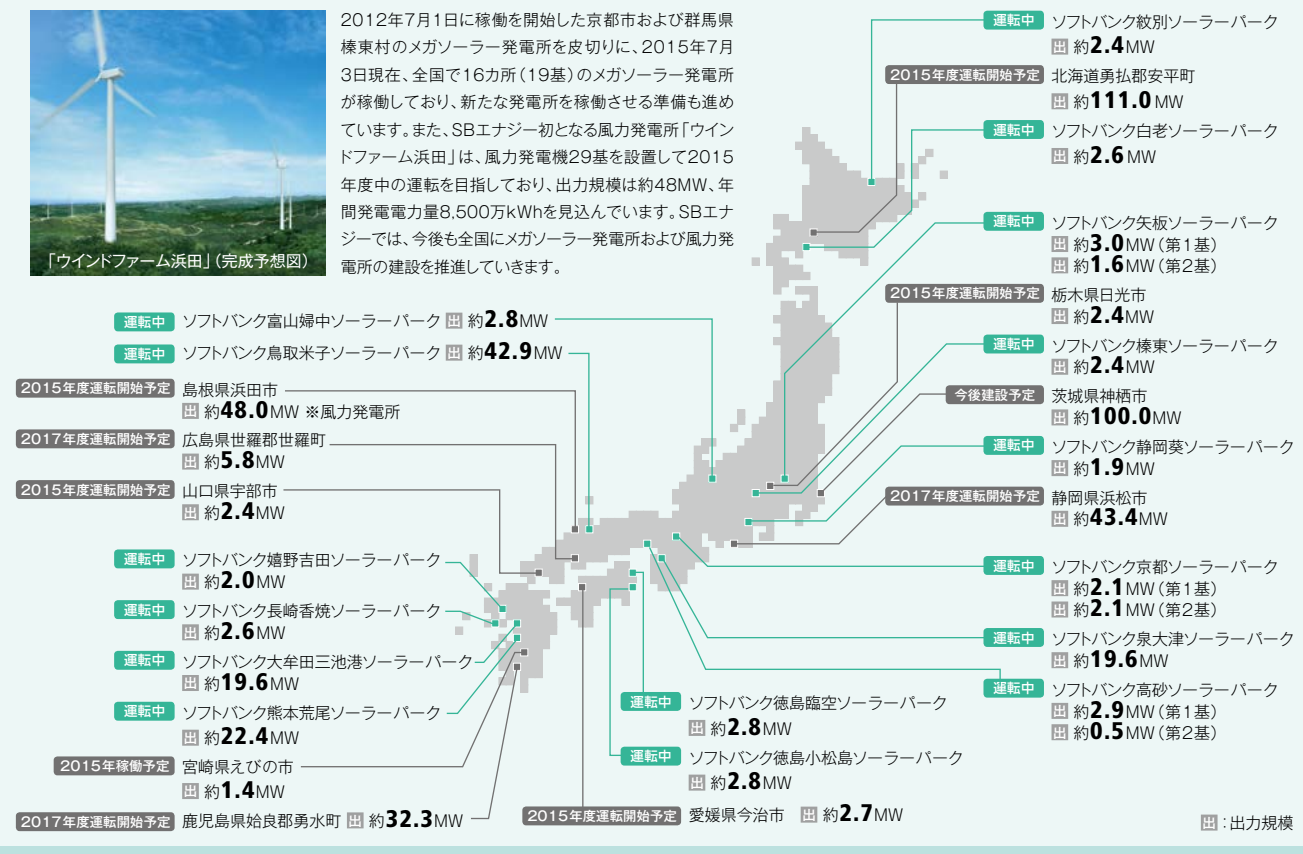 2012年7月1日に稼働を開始した京都市および群馬県
榛東村のメガソーラー発電所を皮切りに、2015年7月
3日現在、全国で16カ所(19基)のメガソーラー発電所
が稼働しており、新たな発電所を稼働させる準備も進め
ています。また、SBエナジー初となる風力発電所「ウイン
ドファーム浜田」は、風力発電機29基を設置して2015
年度中の運転を目指しており、出力規模は約48MW、年
間発電電力量8,500万kWhを見込んでいます。SBエナ
ジーでは、今後も全国にメガソーラー発電所および風力発
電所の建設を推進していきます。
「ウインドファーム浜田」(完成予想図)
運転中 ソフトバンク富山婦中ソーラーパーク 出 約2.8MW
運転中 ソフトバンク鳥取米子ソーラーパーク 出 約42.9MW
2015年度運転開始予定 島根県浜田市
出 約48.0MW ※風力発電所
2017年度運転開始予定 広島県世羅郡世羅町
出 約5.8MW
2015年度運転開始予定 山口県宇部市
出 約2.4MW
運転中 ソフトバンク嬉野吉田ソーラーパーク
出 約2.0MW
運転中 ソフトバンク長崎香焼ソーラーパーク
出 約2.6MW
運転中 ソフトバンク大牟田三池港ソーラーパーク
出 約19.6MW
運転中 ソフトバンク熊本荒尾ソーラーパーク
出 約22.4MW
2015年稼働予定 宮崎県えびの市
出 約1.4MW
2017年度運転開始予定 鹿児島県姶良郡勇水町 出 約32.3MW
運転中 ソフトバンク紋別ソーラーパーク
出 約2.4MW
2015年度運転開始予定 北海道勇払郡安平町
出 約111.0MW
運転中 ソフトバンク白老ソーラーパーク
出 約2.6MW
運転中 ソフトバンク矢板ソーラーパーク
出 約3.0MW(第1基)
出 約1.6MW(第2基)
2015年度運転開始予定 栃木県日光市
出 約2.4MW
運転中 ソフトバンク榛東ソーラーパーク
出 約2.4MW
今後建設予定 茨城県神栖市
出 約100.0MW
運転中 ソフトバンク静岡葵ソーラーパーク
出 約1.9MW
2017年度運転開始予定 静岡県浜松市
出 約43.4MW
運転中 ソフトバンク京都ソーラーパーク
出 約2.1MW(第1基)
出 約2.1MW(第2基)
運転中 ソフトバンク泉大津ソーラーパーク
出 約19.6MW
運転中 ソフトバンク高砂ソーラーパーク
出 約2.9MW(第1基)
出 約0.5MW(第2基)
運転中 ソフトバンク徳島臨空ソーラーパーク
出 約2.8MW
運転中 ソフトバンク徳島小松島ソーラーパーク
出 約2.8MW
2015年度運転開始予定 愛媛県今治市 出 約2.7MW
出:出力規模